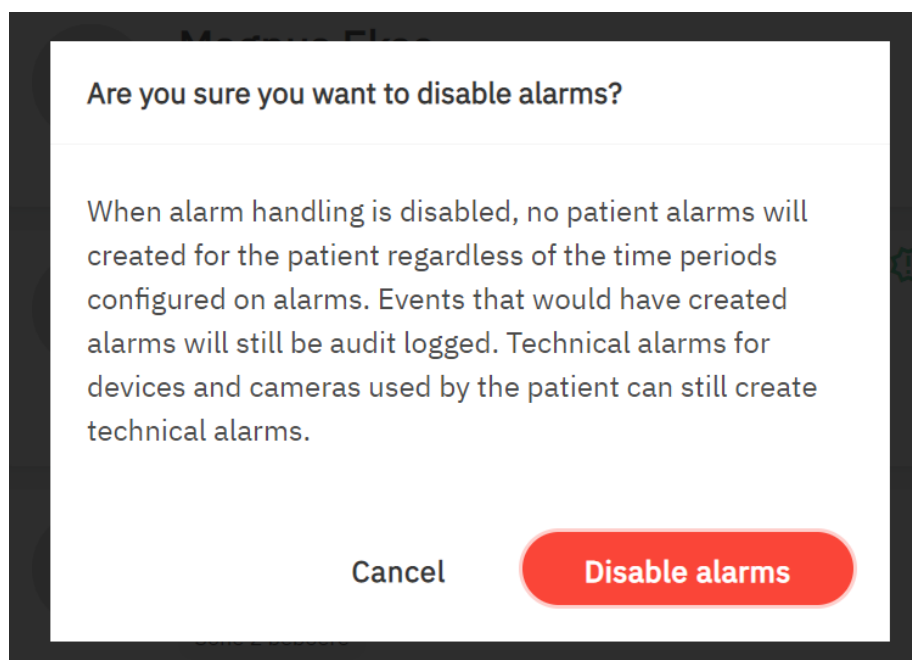 Are you sure you want to disable alarms?
When alarm handling is disabled, no patient alarms will
created for the patient regardless of the time periods
configured on alarms. Events that would have created
alarms will still be audit logged. Technical alarms for
devices and cameras used by the patient can still create
technical alarms.
Cancel
Disable alarms